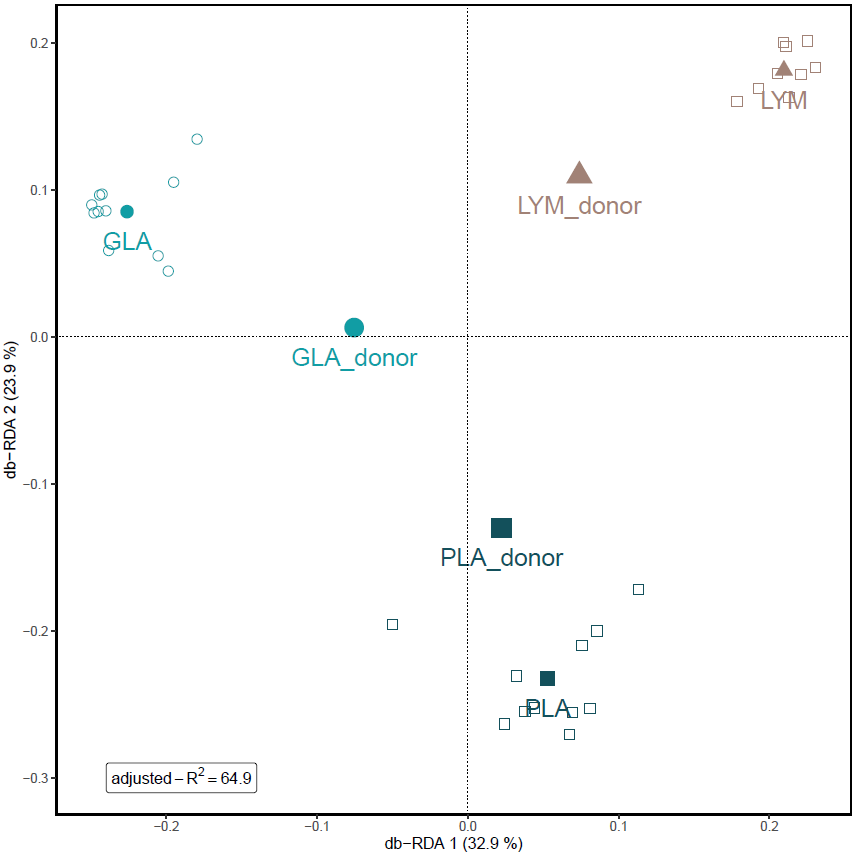 0.2
LYM
LYM_donor
0.1
GLA
0.0
GLA_donor
−0.1
PLA_donor
−0.2
PLA
−0.3
adjusted − R² = 64.9
−0.2
−0.1
0.0
0.1
0.2
db−RDA 1 (32.9 %)
db−RDA 2 (23.9 %)